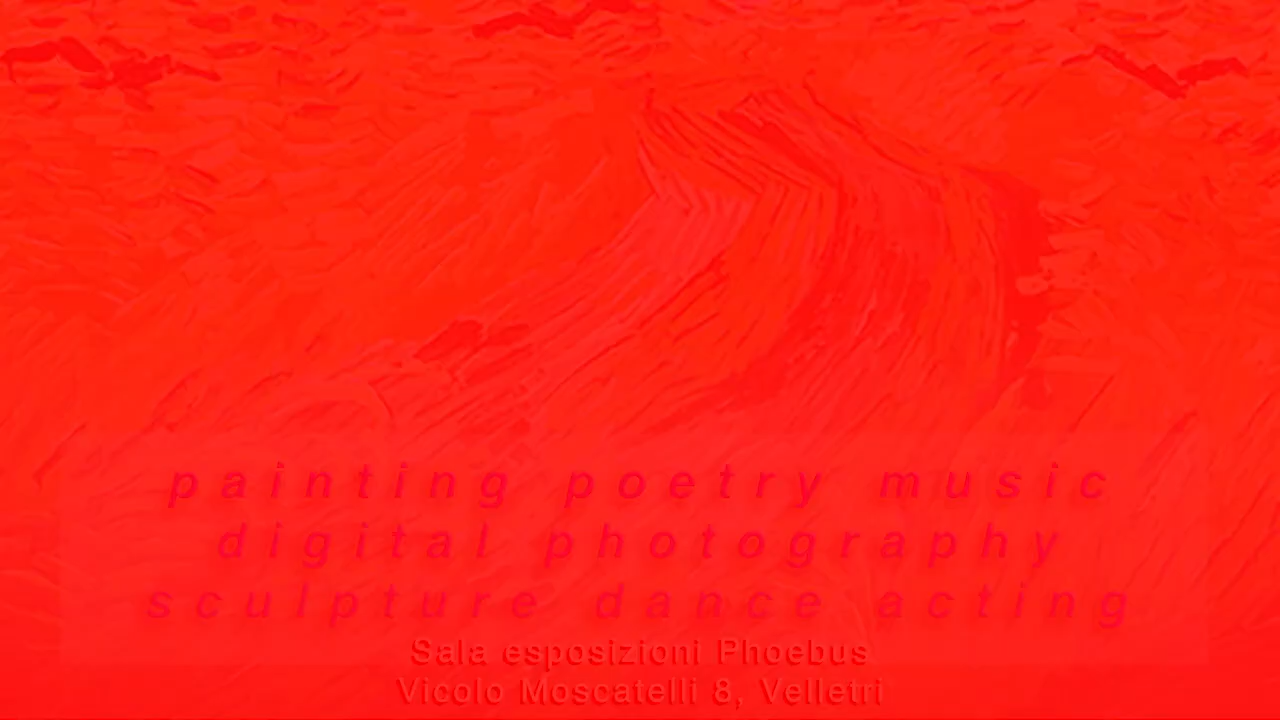 painting poetry music
digital photography
sculpture dance acting
Sala esposizioni Phoebus
Vicolo Moscatelli 8, Velletri